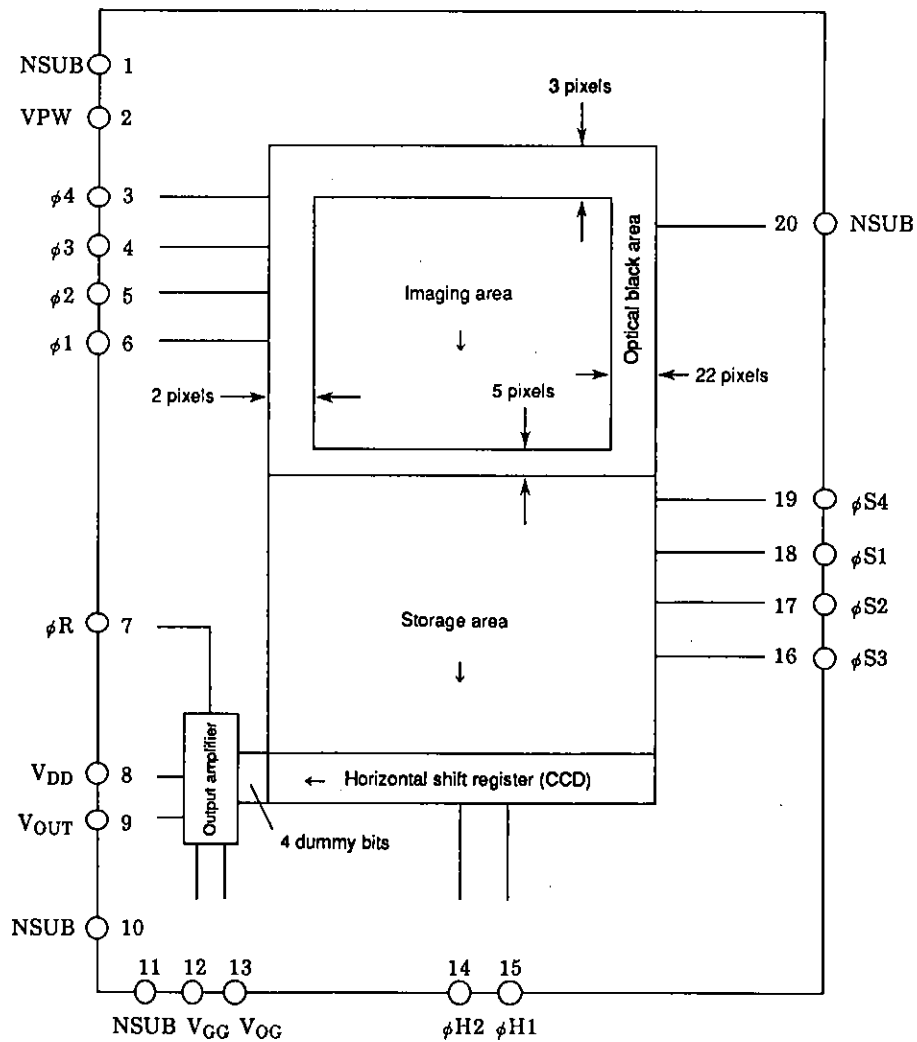 NSUB 1
VPW 2
3 pixels
φ4 3
φ3 4
φ2 5
φ1 6
20 NSUB
Optical black area
Imaging area
2 pixels
5 pixels
22 pixels
19 φS4
18 φS1
17 φS2
16 φS3
φR 7
Storage area
Output amplifier
VDD 8
VOUT 9
← Horizontal shift register (CCD)
4 dummy bits
NSUB 10
11 12 13 14 15
NSUB VGG VOG φH2 φH1